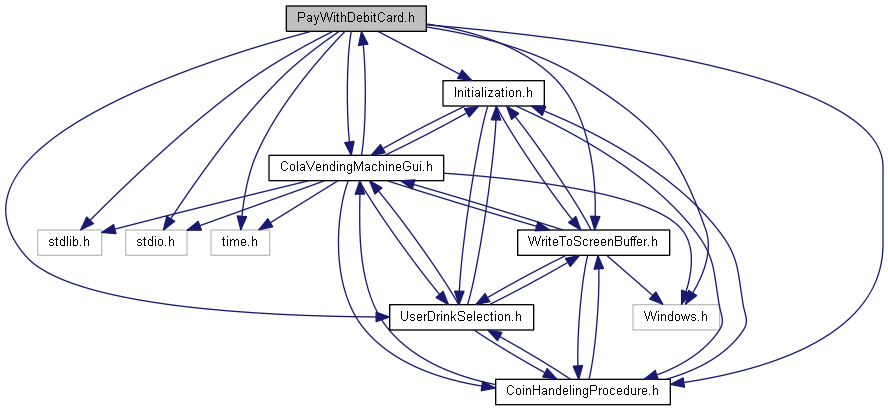 PayWithDebitCard.h
Initialization.h
ColaVendingMachineGui.h
stdlib.h
stdio.h
time.h
WriteToScreenBuffer.h
UserDrinkSelection.h
Windows.h
CoinHandelingProcedure.h